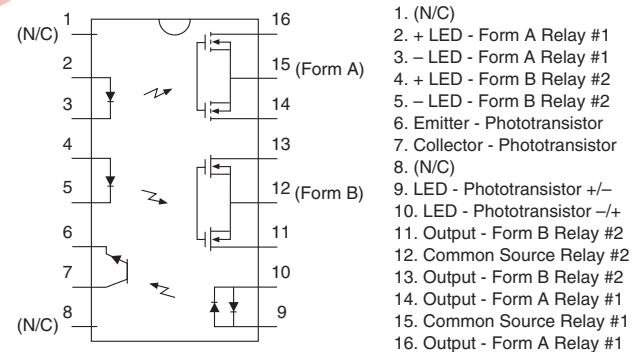 1
(N/C)
2
3
4
5
6
7
8
(N/C)
16
15 (Form A)
14
13
12 (Form B)
11
10
9
1. (N/C)
2. + LED - Form A Relay #1
3. – LED - Form A Relay #1
4. + LED - Form B Relay #2
5. – LED - Form B Relay #2
6. Emitter - Phototransistor
7. Collector - Phototransistor
8. (N/C)
9. LED - Phototransistor +/–
10. LED - Phototransistor –/+
11. Output - Form B Relay #2
12. Common Source Relay #2
13. Output - Form B Relay #2
14. Output - Form A Relay #1
15. Common Source Relay #1
16. Output - Form A Relay #1